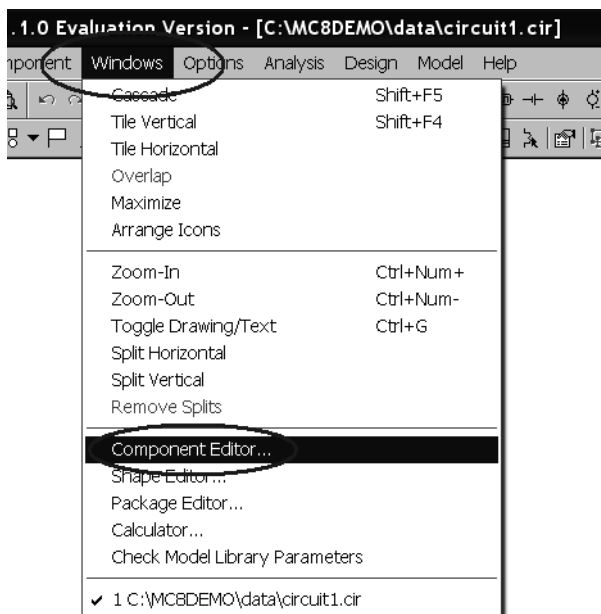 .1.0 Evaluation Version - [C:\MC8DEMO\data\circuit1.cir]
mponent Windows Options Analysis Design Model Help
Cascade Shift+F5
Tile Vertical Shift+F4
Tile Horizontal
Overlap
Maximize
Arrange Icons
Zoom-In Ctrl+Num+
Zoom-Out Ctrl+Num-
Toggle Drawing/Text Ctrl+G
Split Horizontal
Split Vertical
Remove Splits
Component Editor...
Shape Editor...
Package Editor...
Calculator...
Check Model Library Parameters
✓ 1 C:\MC8DEMO\data\circuit1.cir